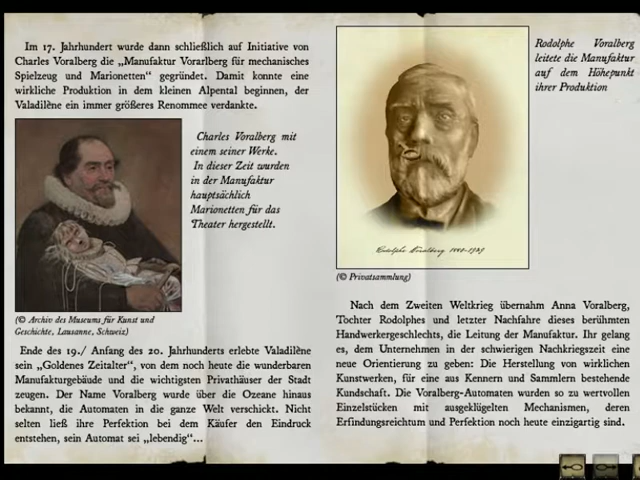 Im 17. Jahrhundert wurde dann schließlich auf Initiative von
Charles Voralberg die „Manufaktur Vorarlberg für mechanisches
Spielzeug und Marionetten“ gegründet. Damit konnte eine
wirkliche Produktion in dem kleinen Alpental beginnen, der
Valadilène ein immer größeres Renommee verdankte.
Charles Voralberg mit
einem seiner Werke.
In dieser Zeit wurden
in der Manufaktur
hauptsächlich
Marionetten für das
Theater hergestellt.
(© Archiv des Museums für Kunst und
Geschichte, Lausanne, Schweiz)
Ende des 19./ Anfang des 20. Jahrhunderts erlebte Valadilène
sein „Goldenes Zeitalter“, von dem noch heute die wunderbaren
Manufakturgebäude und die wichtigsten Privathäuser der Stadt
zeugen. Der Name Voralberg wurde über die Ozeane hinaus
bekannt, die Automaten in die ganze Welt verschickt. Nicht
selten ließ ihre Perfektion bei dem Käufer den Eindruck
entstehen, sein Automat sei „lebendig“...
Rodolphe Voralberg
leitete die Manufaktur
auf dem Höhepunkt
ihrer Produktion
Rodolphe Voralberg
(© Privatsammlung)
Nach dem Zweiten Weltkrieg übernahm Anna Voralberg,
Tochter Rodolphes und letzter Nachfahre dieses berühmten
Handwerkergeschlechts, die Leitung der Manufaktur. Ihr gelang
es, dem Unternehmen in der schwierigen Nachkriegszeit eine
neue Orientierung zu geben: Die Herstellung von wirklichen
Kunstwerken, für eine aus Kennern und Sammlern bestehende
Kundschaft. Die Voralberg-Automaten wurden so zu wertvollen
Einzelstücken mit ausgeklügelten Mechanismen, deren
Erfindungsreichtum und Perfektion noch heute einzigartig sind.